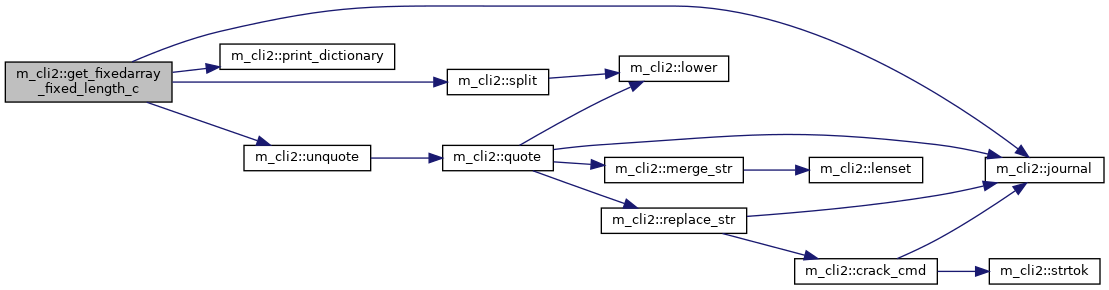 m_cli2::get_fixedarray
_fixed_length_c
m_cli2::print_dictionary
m_cli2::split
m_cli2::lower
m_cli2::unquote
m_cli2::quote
m_cli2::merge_str
m_cli2::lenset
m_cli2::journal
m_cli2::replace_str
m_cli2::crack_cmd
m_cli2::strtok